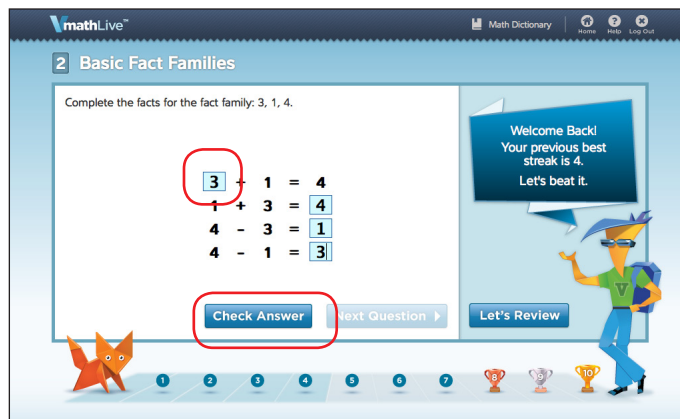 VmathLive™
Math Dictionary
Home Help Log Out
2 Basic Fact Families
Complete the facts for the fact family: 3, 1, 4.
3 + 1 = 4
1 + 3 = 4
4 - 3 = 1
4 - 1 = 3
Check Answer
Next Question
Welcome Back!
Your previous best
streak is 4.
Let's beat it.
V
Let's Review
1 2 3 4 5 6 7 8 9 10